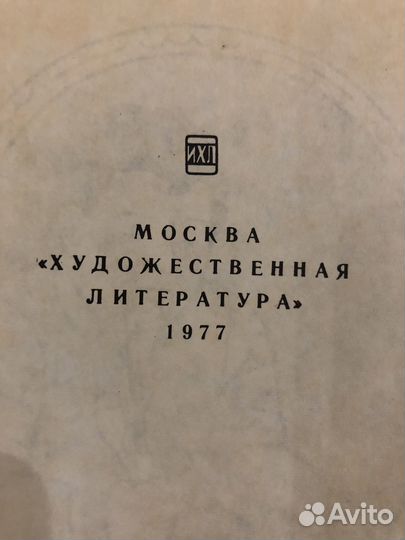 ИХЛ
МОСКВА
«ХУДОЖЕСТВЕННАЯ
ЛИТЕРАТУРА»
1977
Avito